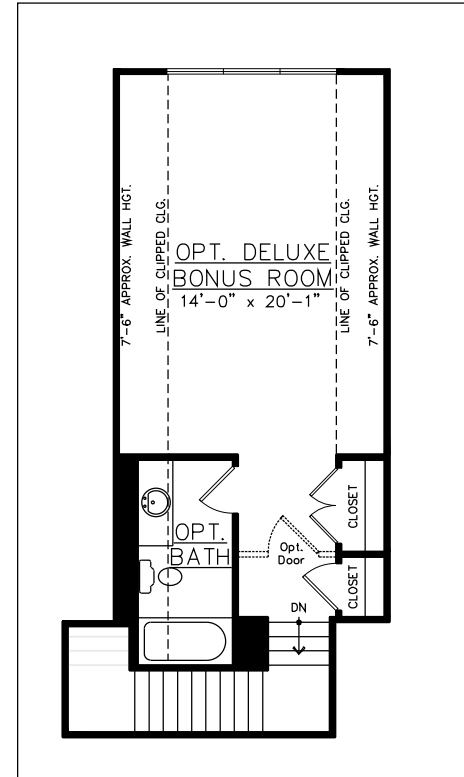 7'-6" APPROX. WALL HGT.
LINE OF CLIPPED CLG.
OPT. DELUXE
BONUS ROOM
14'-0" x 20'-1"
LINE OF CLIPPED CLG.
7'-6" APPROX. WALL HGT.
OPT.
BATH
Opt.
Door
CLOSET
CLOSET
DN